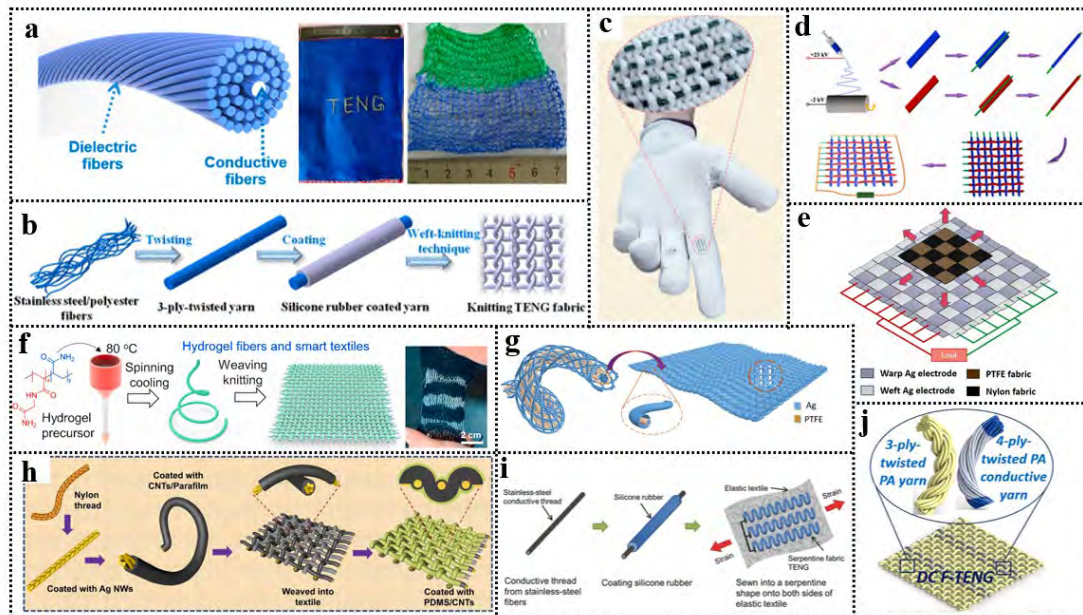 a
Dielectric
fibers
Conductive
fibers
TENG
1 2 3 4 5 6 7
b
Twisting
Coating
Weft-knitting
technique
Stainless steel/polyester
fibers
3-ply-twisted yarn
Silicone rubber coated yarn
Knitting TENG fabric
c
d
e
Load
Warp Ag electrode
PTFE fabric
Weft Ag electrode
Nylon fabric
f
80 °C
Hydrogel
precursor
Spinning
cooling
Hydrogel fibers and smart textiles
Weaving
knitting
2 cm
g
Ag
PTFE
h
Nylon
thread
Coated with Ag NWs
Coated with
CNTs/Parafilm
Weaved into
textile
Coated with
PDMS/CNTs
i
Stainless-steel
conductive thread
Conductive thread
from stainless-steel
fibers
Silicone rubber
Coating silicone rubber
Elastic textile
Strain
Strain
Serpentine fabric
TENG
Sewn into a serpentine
shape onto both sides of
elastic textile
j
3-ply-
twisted
PA yarn
4-ply-
twisted PA
conductive
yarn
DC F-TENG